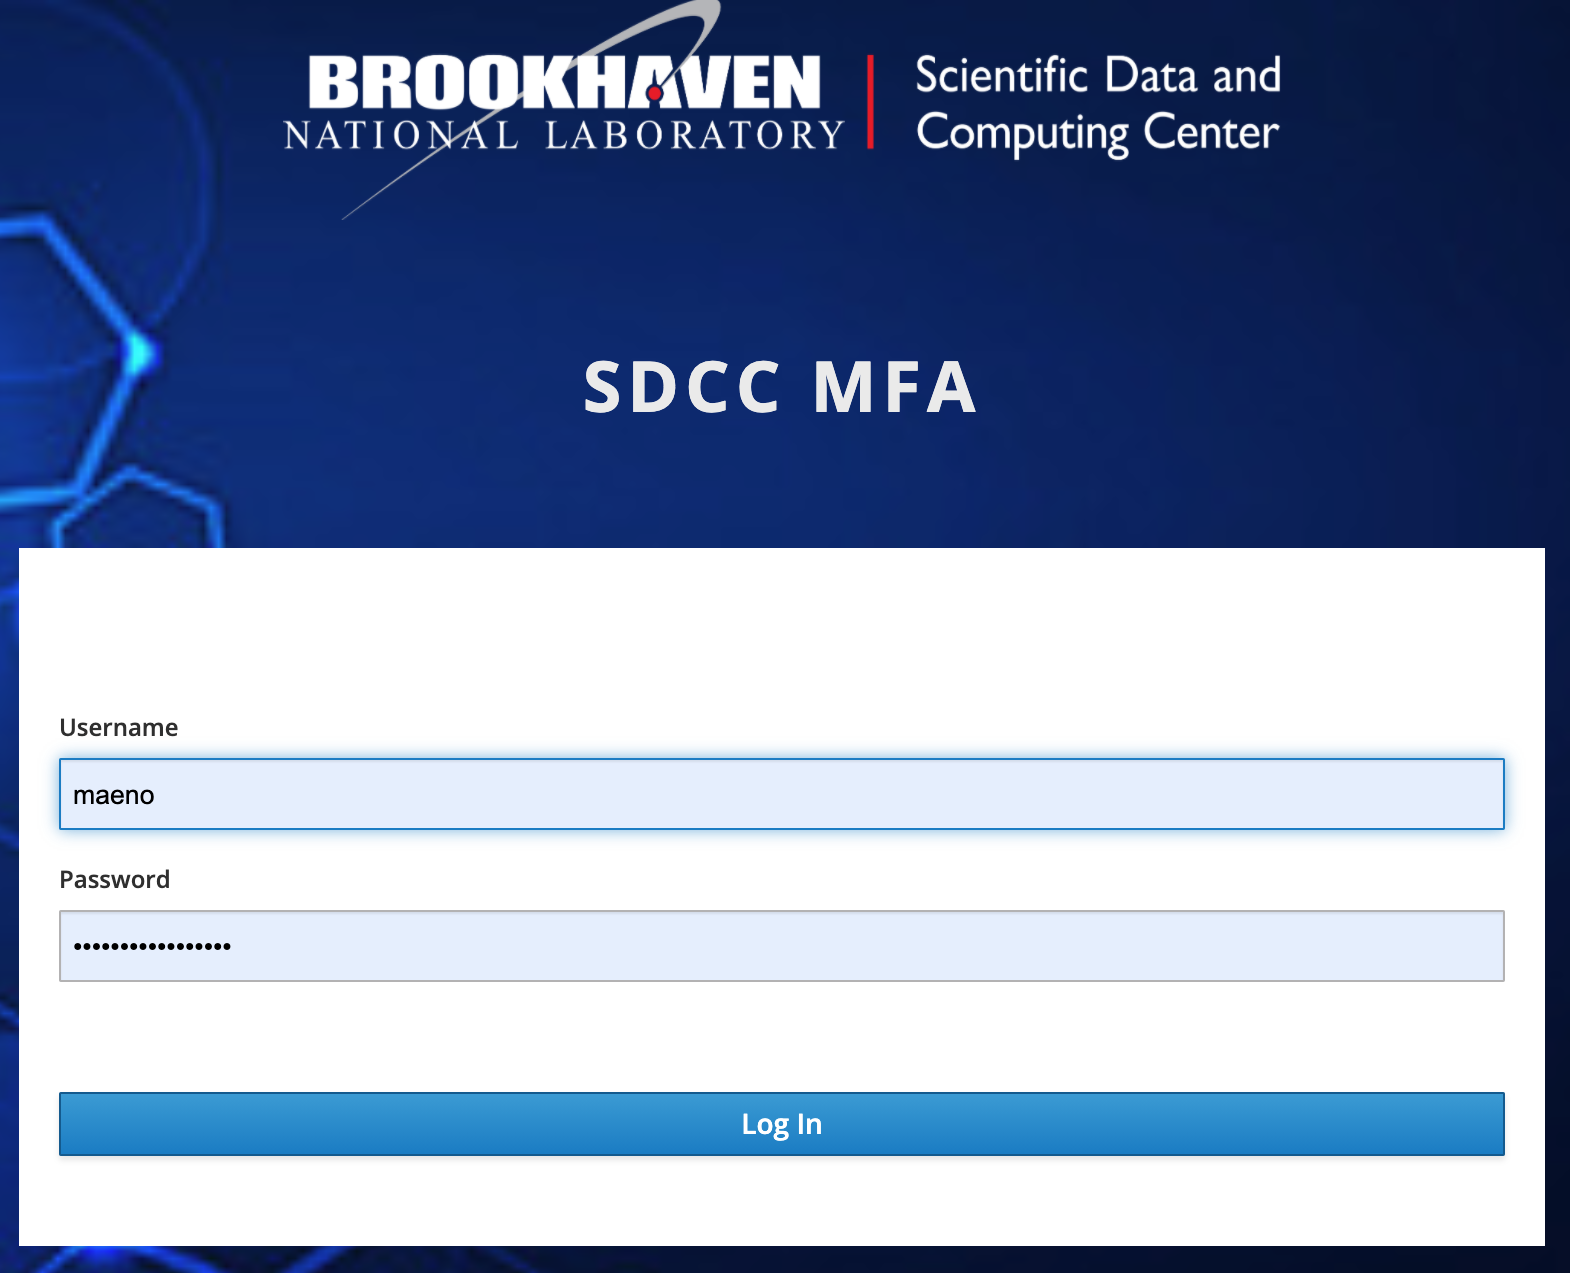 BROOKHAVEN
NATIONAL LABORATORY
Scientific Data and
Computing Center
SDCC MFA
Username
maeno
Password
•••••••••••••••••
Log In